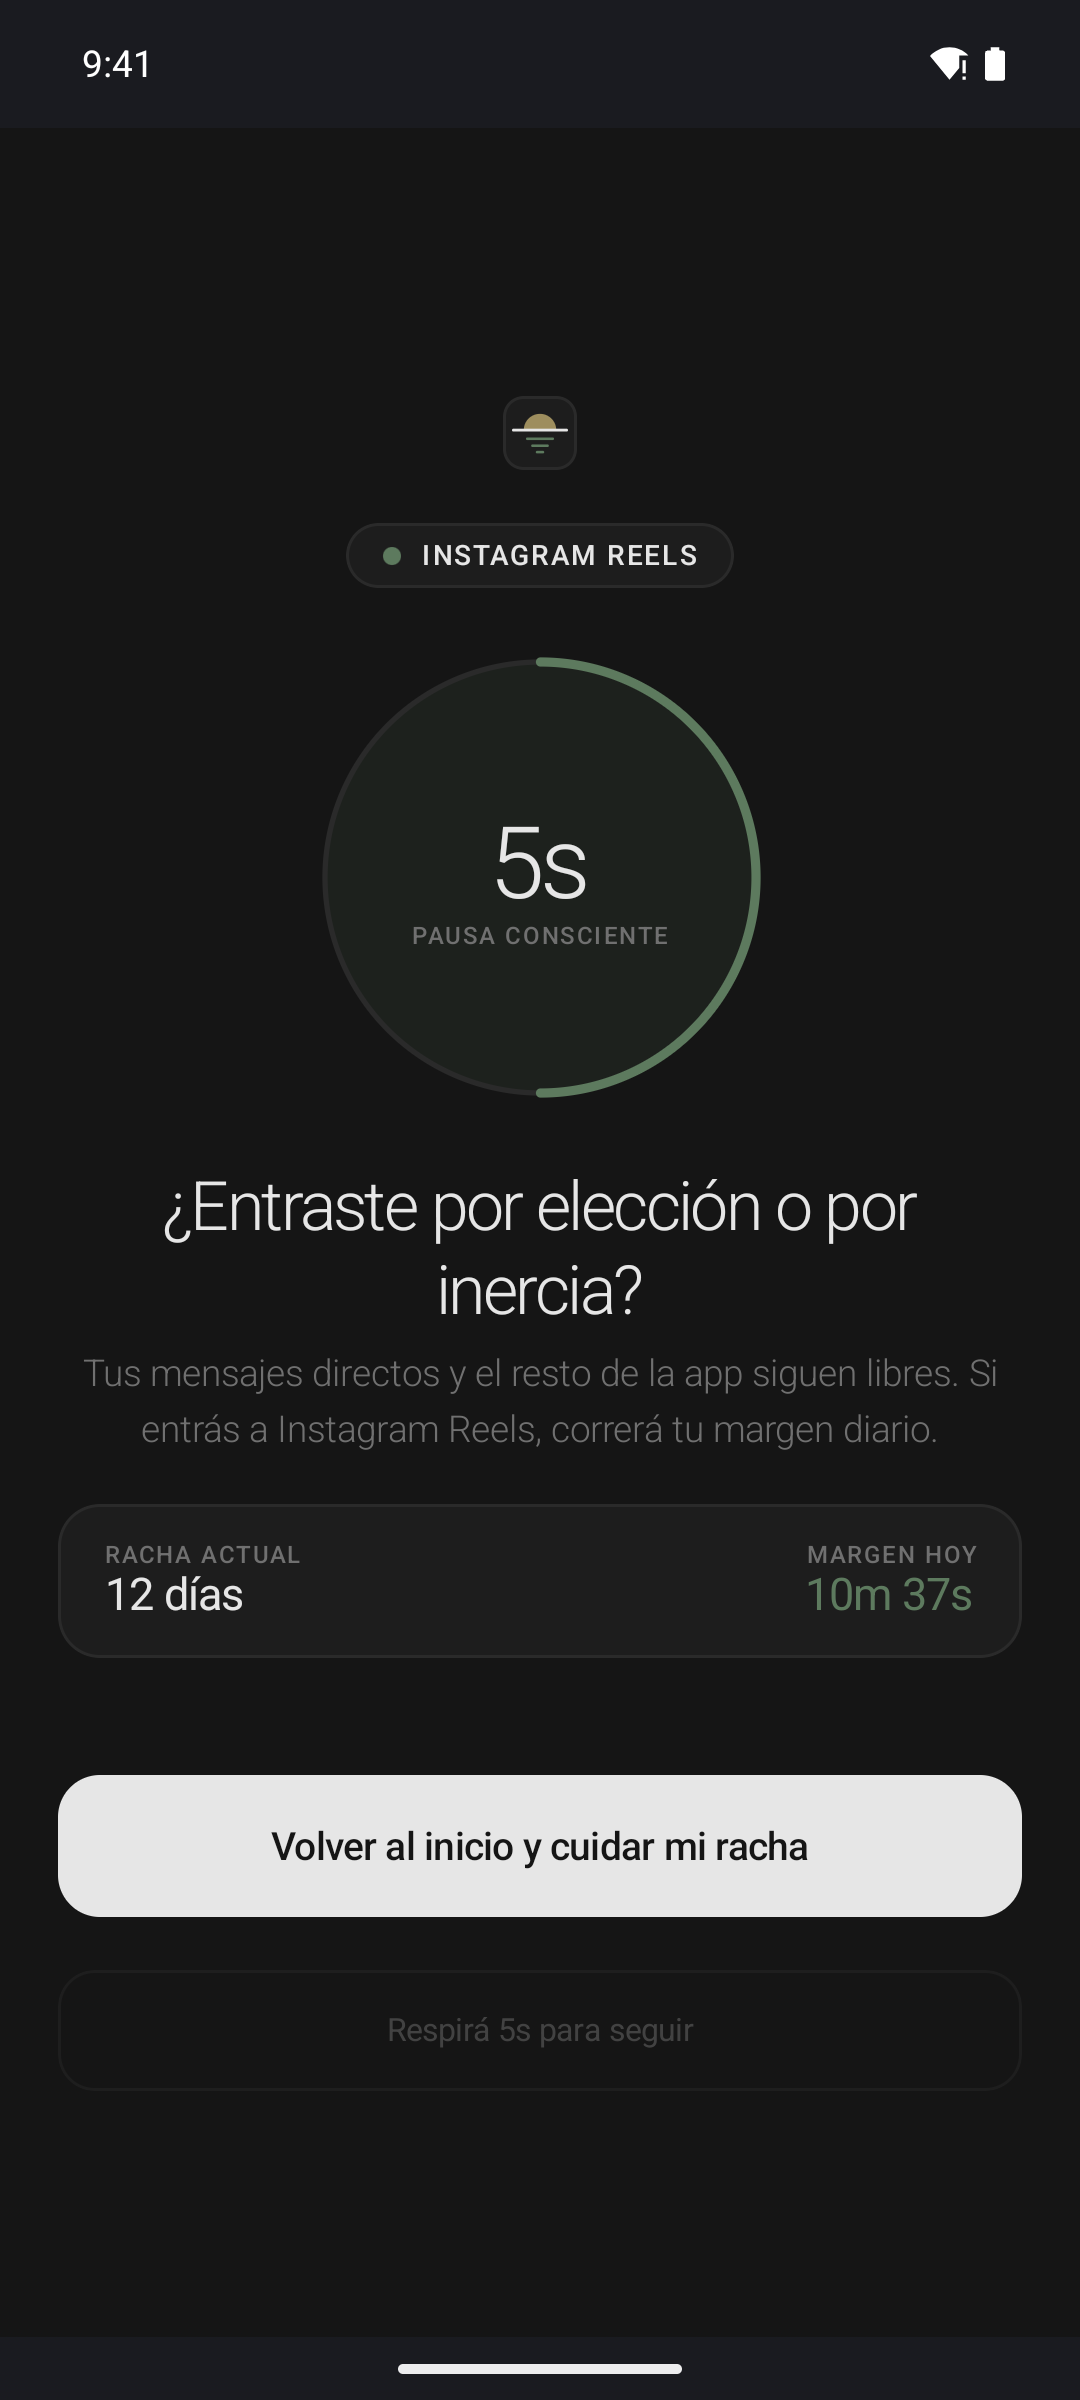 9:41
INSTAGRAM REELS
5s
PAUSA CONSCIENTE
¿Entraste por elección o por
inercia?
Tus mensajes directos y el resto de la app siguen libres. Si
entrás a Instagram Reels, correrá tu margen diario.
RACHA ACTUAL
12 días
MARGEN HOY
10m 37s
Volver al inicio y cuidar mi racha
Respirá 5s para seguir